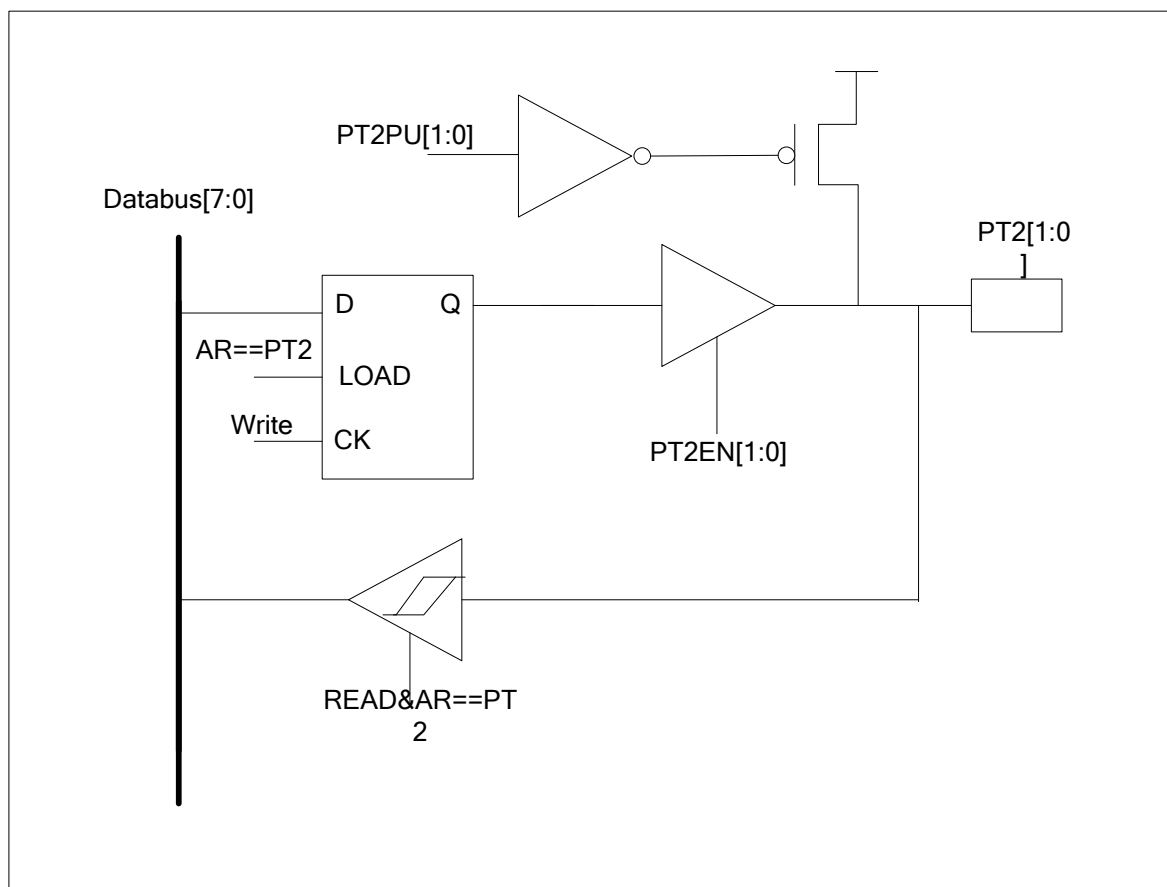 PT2PU[1:0]
Databus[7:0]
PT2[1:0
]
D
Q
AR==PT2
LOAD
Write
CK
PT2EN[1:0]
READ&AR==PT
2